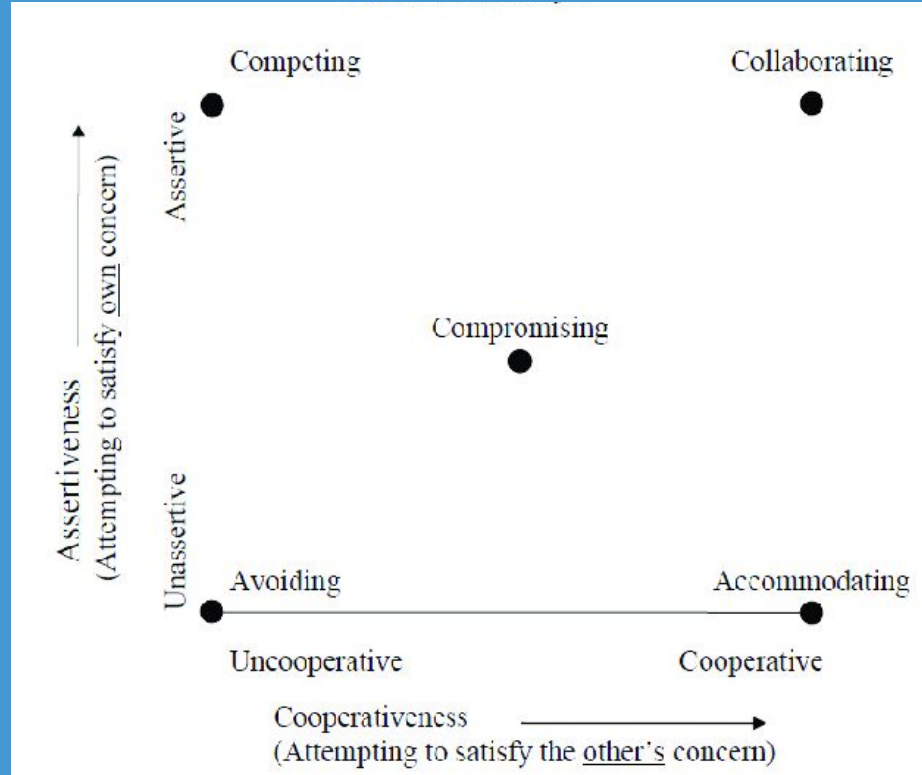 Competing
Collaborating
Assertive
Compromising
Assertiveness
(Attempting to satisfy own concern)
Unassertive
Avoiding
Accommodating
Uncooperative
Cooperative
Cooperativeness
(Attempting to satisfy the other's concern)